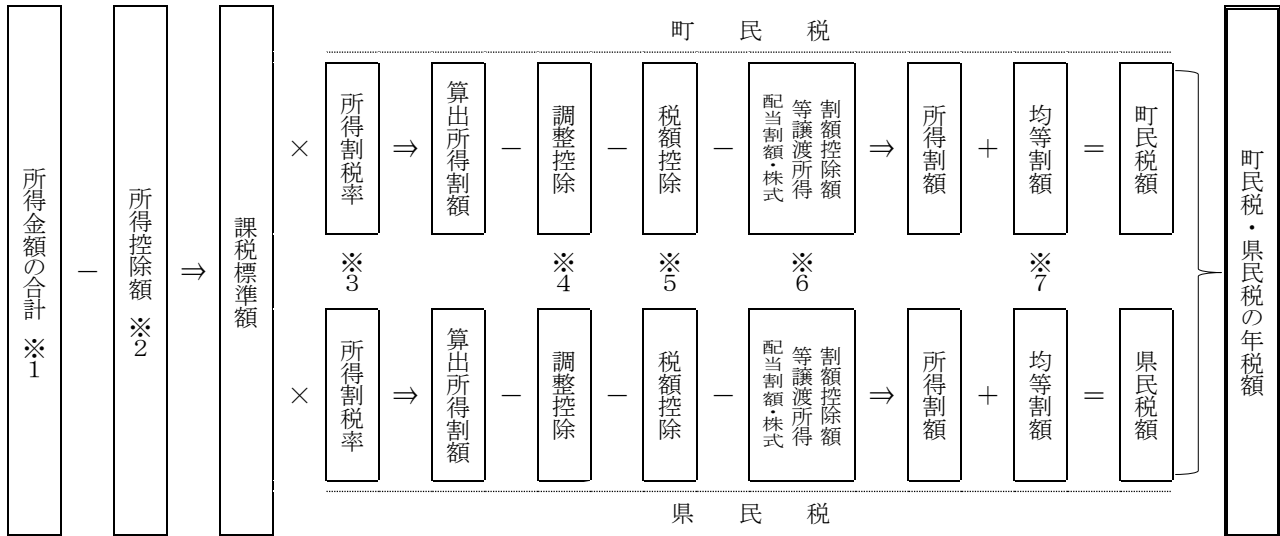 所得金額の合計 ※1
－
所得控除額 ※2
⇒
課税標準額
町 民 税
×
所得割税率
⇒
算出所得割額
－
調整控除
－
税額控除
－
配当割額・株式
等譲渡所得
割額控除額
⇒
所得割額
＋
均等割額
＝
町民税額
※3
※4
※5
※6
※7
×
所得割税率
⇒
算出所得割額
－
調整控除
－
税額控除
－
配当割額・株式
等譲渡所得
割額控除額
⇒
所得割額
＋
均等割額
＝
県民税額
県 民 税
町民税・県民税の年税額